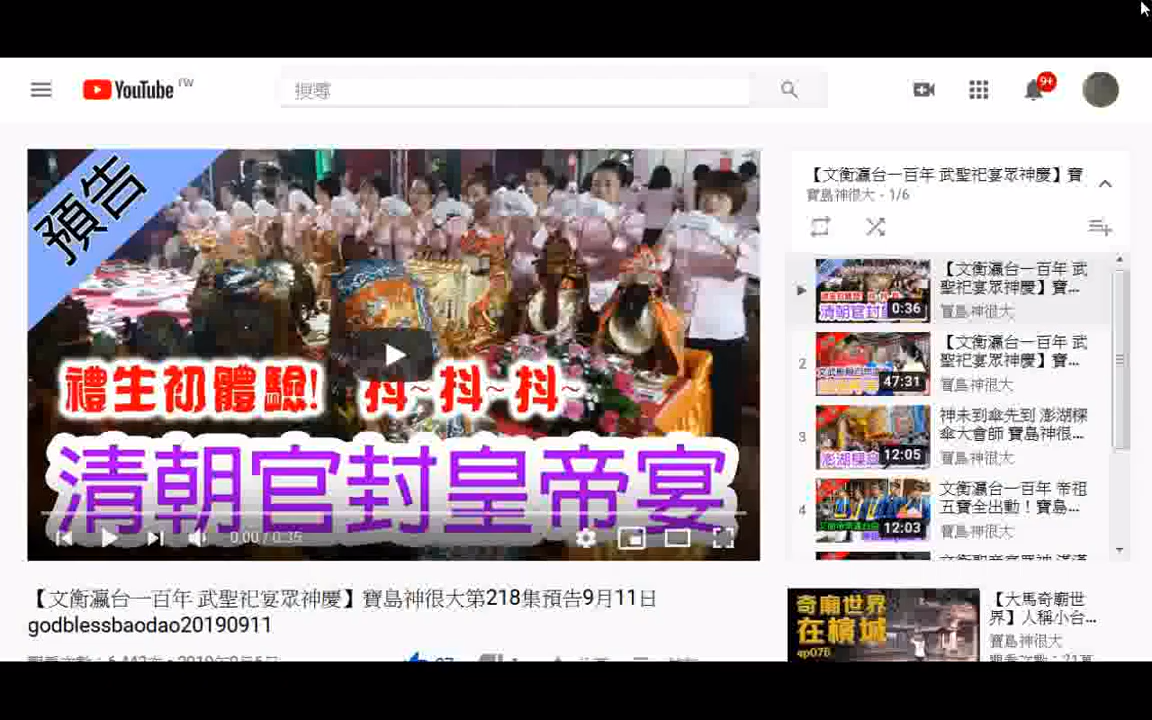 YouTube TW
搜尋
9+
預告
禮生初體驗! 抖~抖~抖~
清朝官封皇帝宴
0:00 / 0:35
【文衡瀛台一百年 武聖祀宴眾神慶】寶島神很大第218集預告9月11日
godblessbaodao20190911
【文衡瀛台一百年 武聖祀宴眾神慶】寶
寶島神很大 - 1/6
【文衡瀛台一百年 武
聖祀宴眾神慶】寶...
寶島神很大
0:36
2
【文衡瀛台一百年 武
聖祀宴眾神慶】寶...
寶島神很大
47:31
3
神未到傘先到 澎湖樑
傘大會師 寶島神很...
寶島神很大
12:05
4
文衡瀛台一百年 帝祖
五寶全出動！寶島...
寶島神很大
12:03
奇廟世界
在檳城
ep078
【大馬奇廟世
界】人稱小台...
寶島神很大